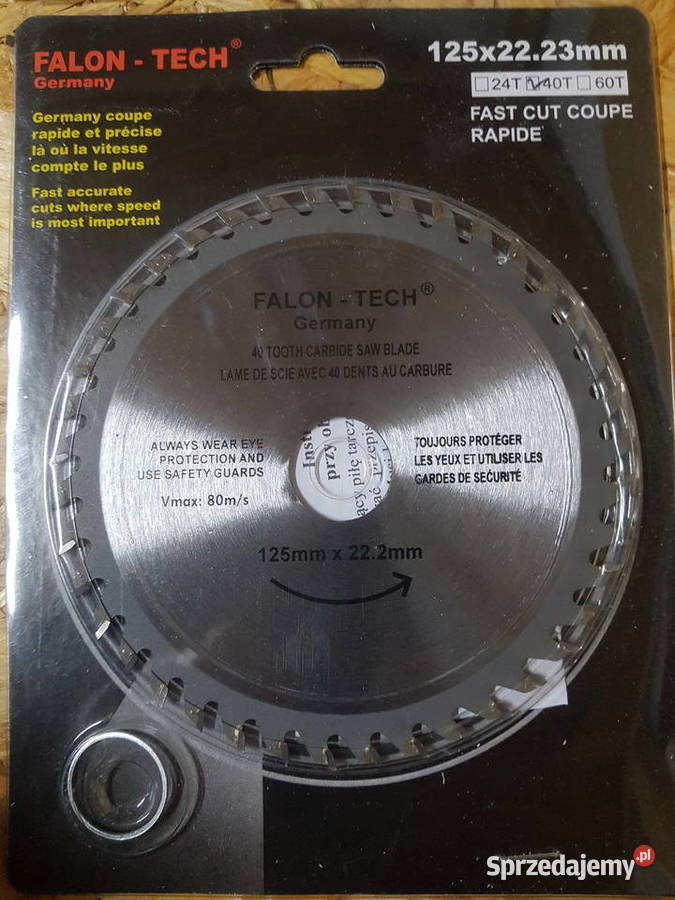 FALON - TECH®
Germany
Germany coupe
rapide et précise
là où la vitesse
compte le plus
Fast accurate
cuts where speed
is most important
125x22.23mm
24T 40T 60T
FAST CUT COUPE
RAPIDE
FALON - TECH®
Germany
40 TOOTH CARBIDE SAW BLADE
LAME DE SCIE AVEC 40 DENTS AU CARBURE
ALWAYS WEAR EYE
PROTECTION AND
USE SAFETY GUARDS
Vmax: 80m/s
TOUJOURS PROTÉGER
LES YEUX ET UTILISER LES
GARDES DE SECURITÉ
przy
piłę
125mm x 22.2mm
Sprzedajemy.pl